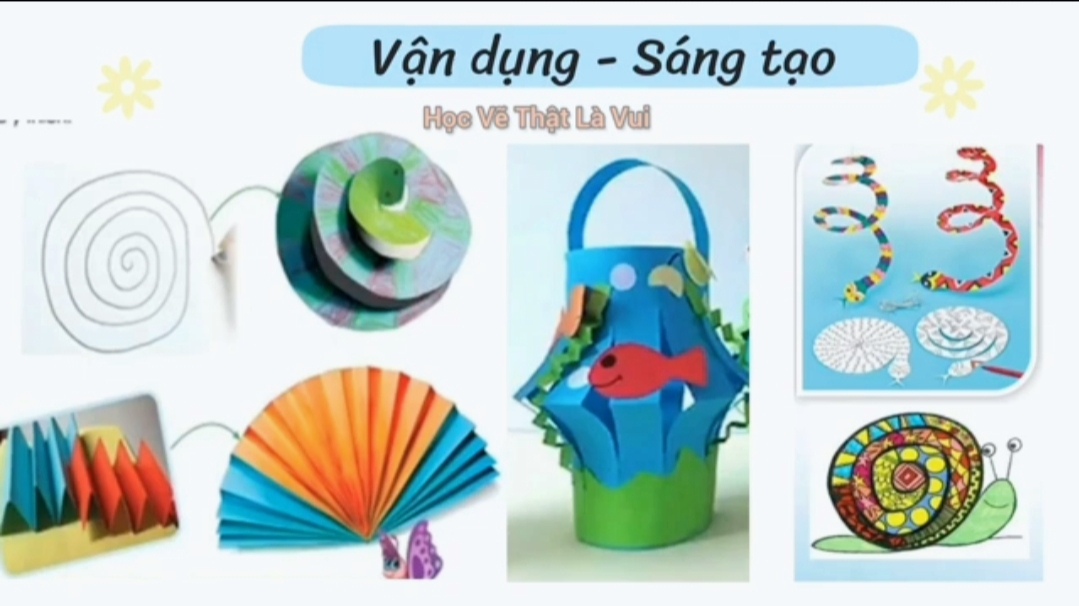 Vận dụng - Sáng tạo
Học Vẽ Thật Là Vui